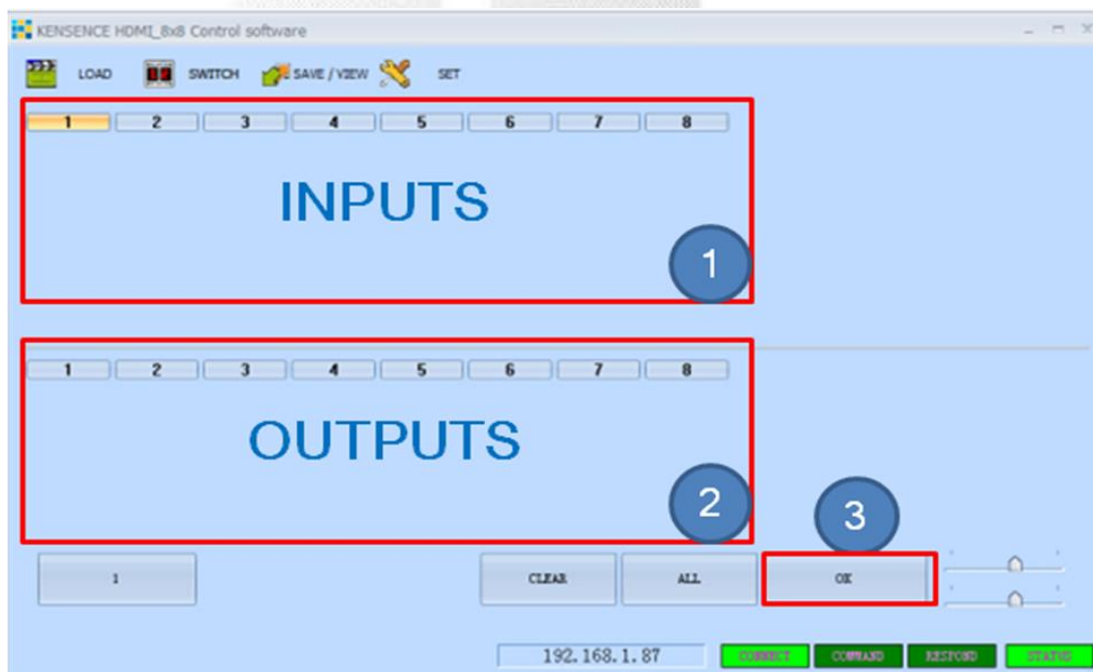 KENSENCE HDMI_8x8 Control software
LOAD SWITCH SAVE / VIEW SET
1 2 3 4 5 6 7 8
INPUTS
1
1 2 3 4 5 6 7 8
OUTPUTS
2
3
1 CLEAR ALL OK
192.168.1.87 CONNECT COMMAND RESPOND STATUS